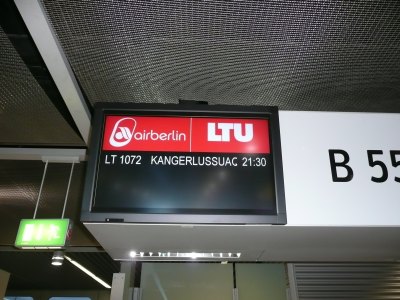 airberlin LTU
LT 1072 KANGERLUSSUAC 21:30
B 55